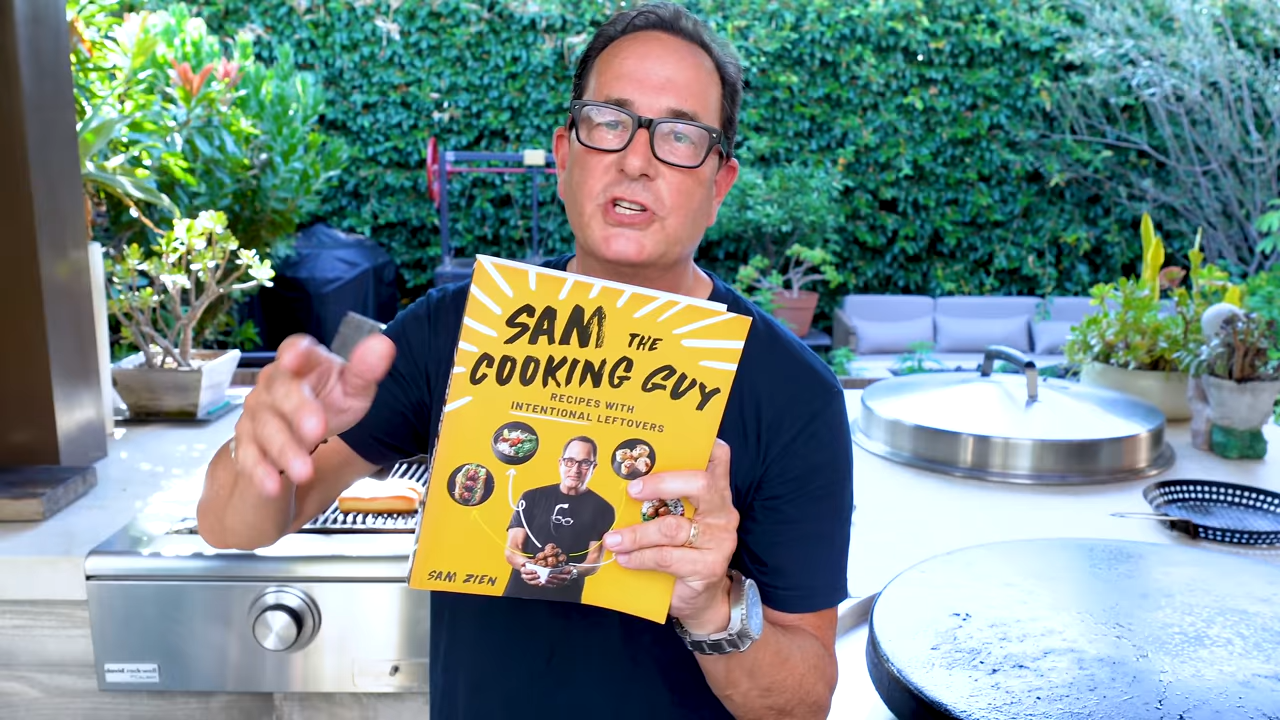 SAM THE
COOKING GUY
RECIPES WITH
INTENTIONAL LEFTOVERS
SAM ZIEN